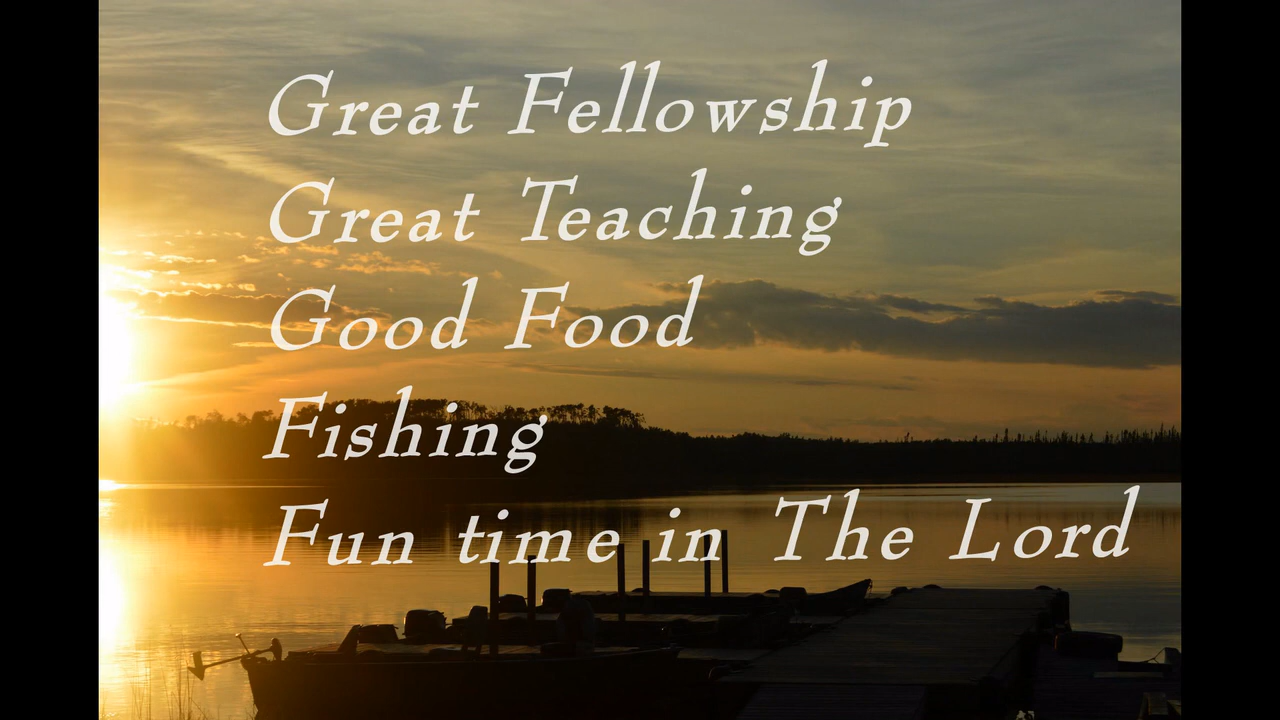 Great Fellowship
Great Teaching
Good Food
Fishing
Fun time in The Lord